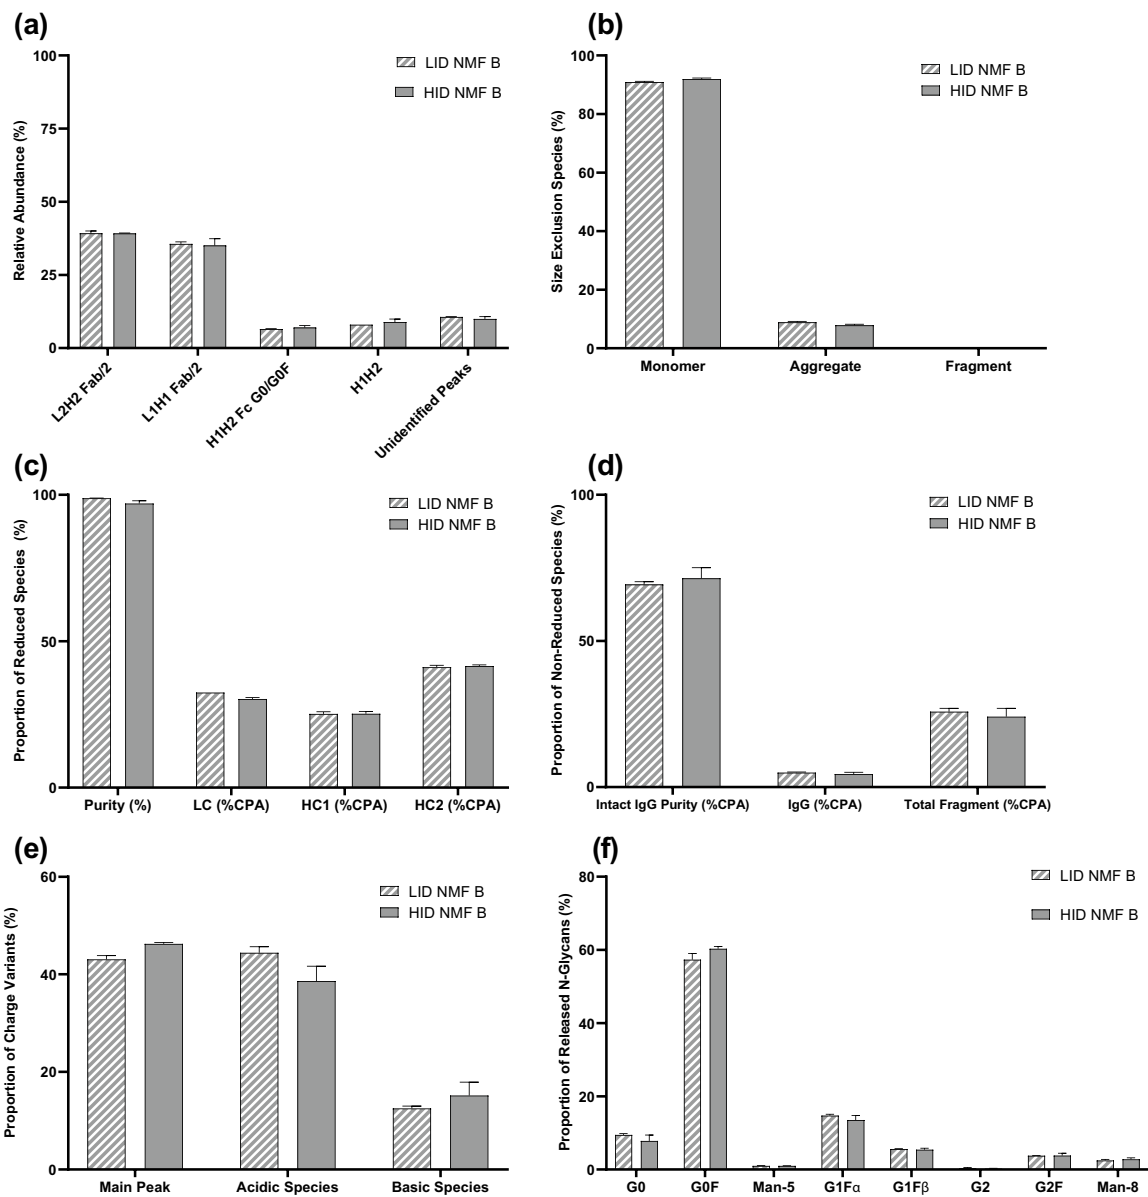 (a)
100
75
50
25
0
Relative Abundance (%)
LID NMF B
HID NMF B
L2H2 Fab/2
L1H1 Fab/2
H1H2 Fc G0/G0F
H1H2
Unidentified Peaks
(b)
100
80
60
40
20
0
Size Exclusion Species (%)
LID NMF B
HID NMF B
Monomer
Aggregate
Fragment
(c)
100
50
0
Proportion of Reduced Species (%)
LID NMF B
HID NMF B
Purity (%)
LC (%CPA)
HC1 (%CPA)
HC2 (%CPA)
(d)
100
50
0
Proportion of Non-Reduced Species (%)
LID NMF B
HID NMF B
Intact IgG Purity (%CPA)
IgG (%CPA)
Total Fragment (%CPA)
(e)
60
40
20
0
Proportion of Charge Variants (%)
LID NMF B
HID NMF B
Main Peak
Acidic Species
Basic Species
(f)
80
60
40
20
0
Proportion of Released N-Glycans (%)
LID NMF B
HID NMF B
G0
G0F
Man-5
G1Fα
G1Fβ
G2
G2F
Man-8